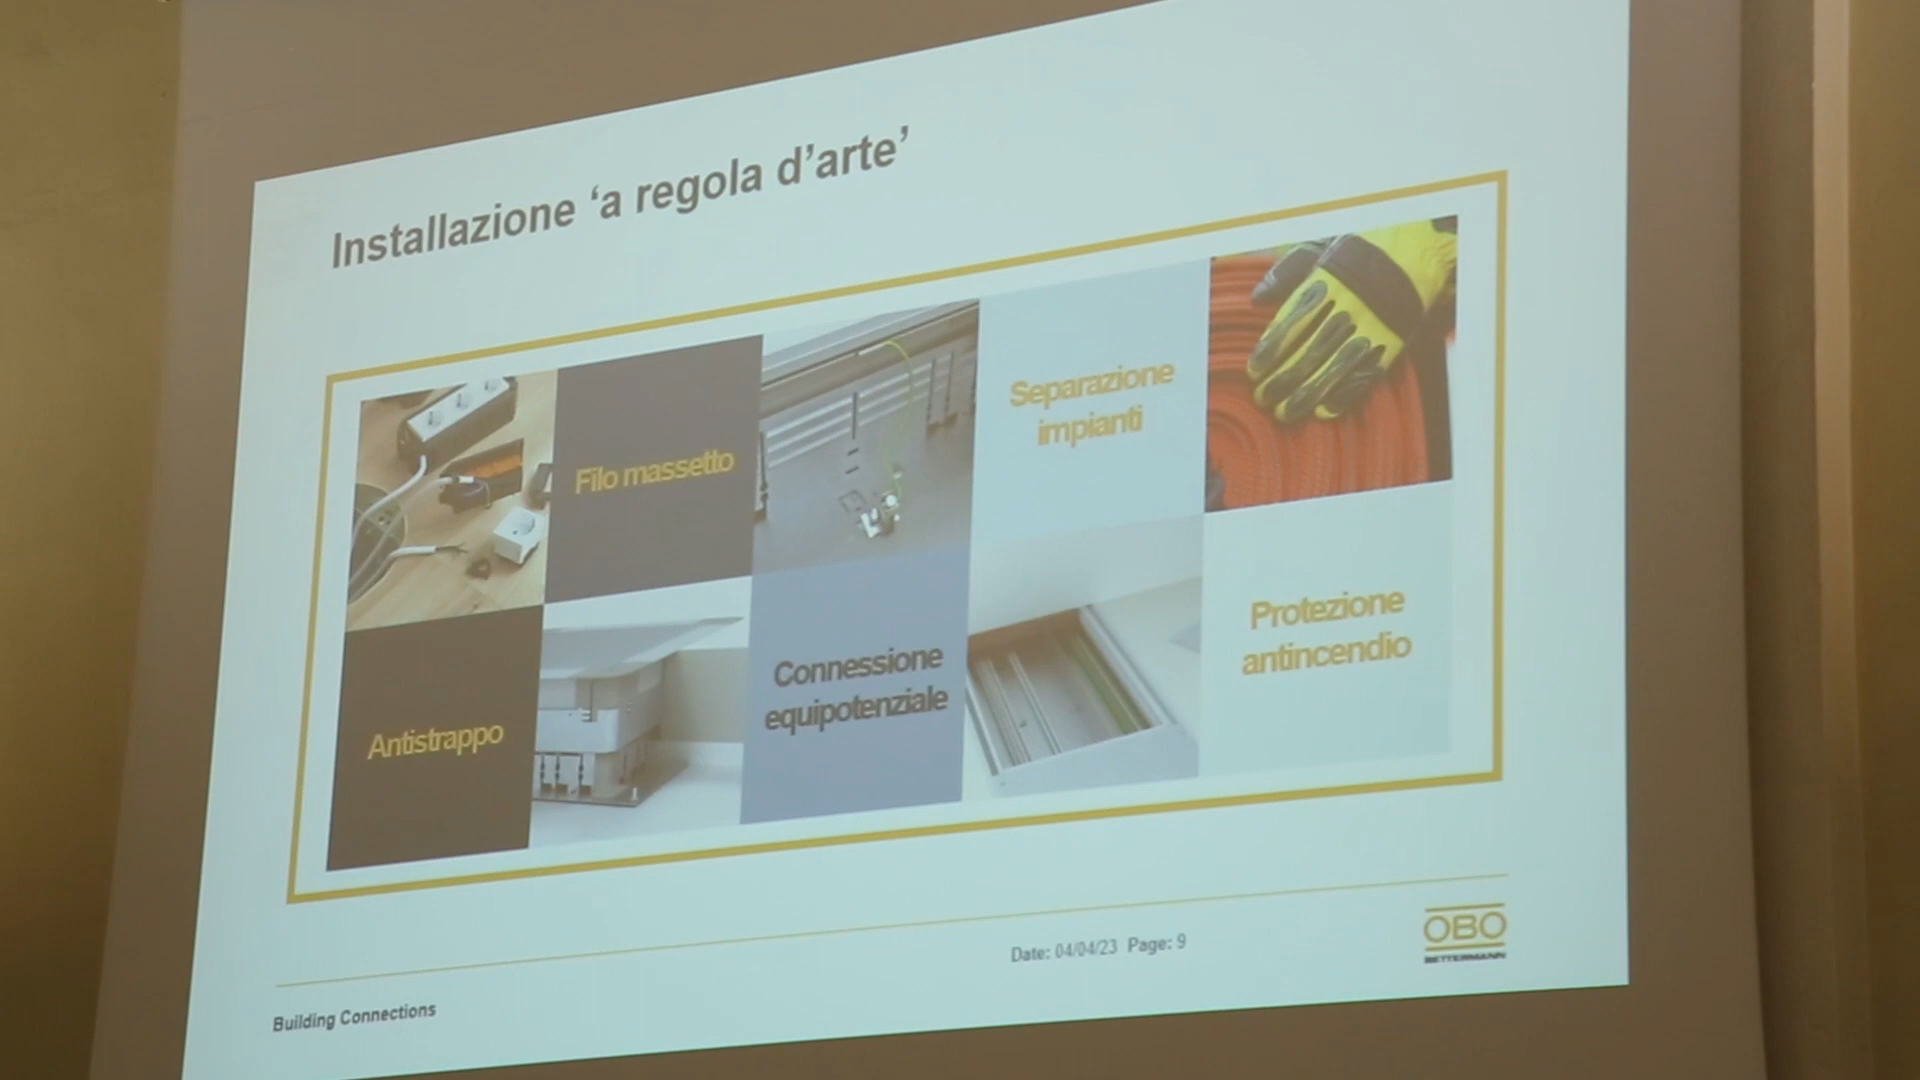 Installazione ‘a regola d’arte’
Filo massetto
Separazione
impianti
Antistrappo
Connessione
equipotenziale
Protezione
antincendio
Date: 04/04/23 Page: 9
OBO
BETTERMANN
Building Connections